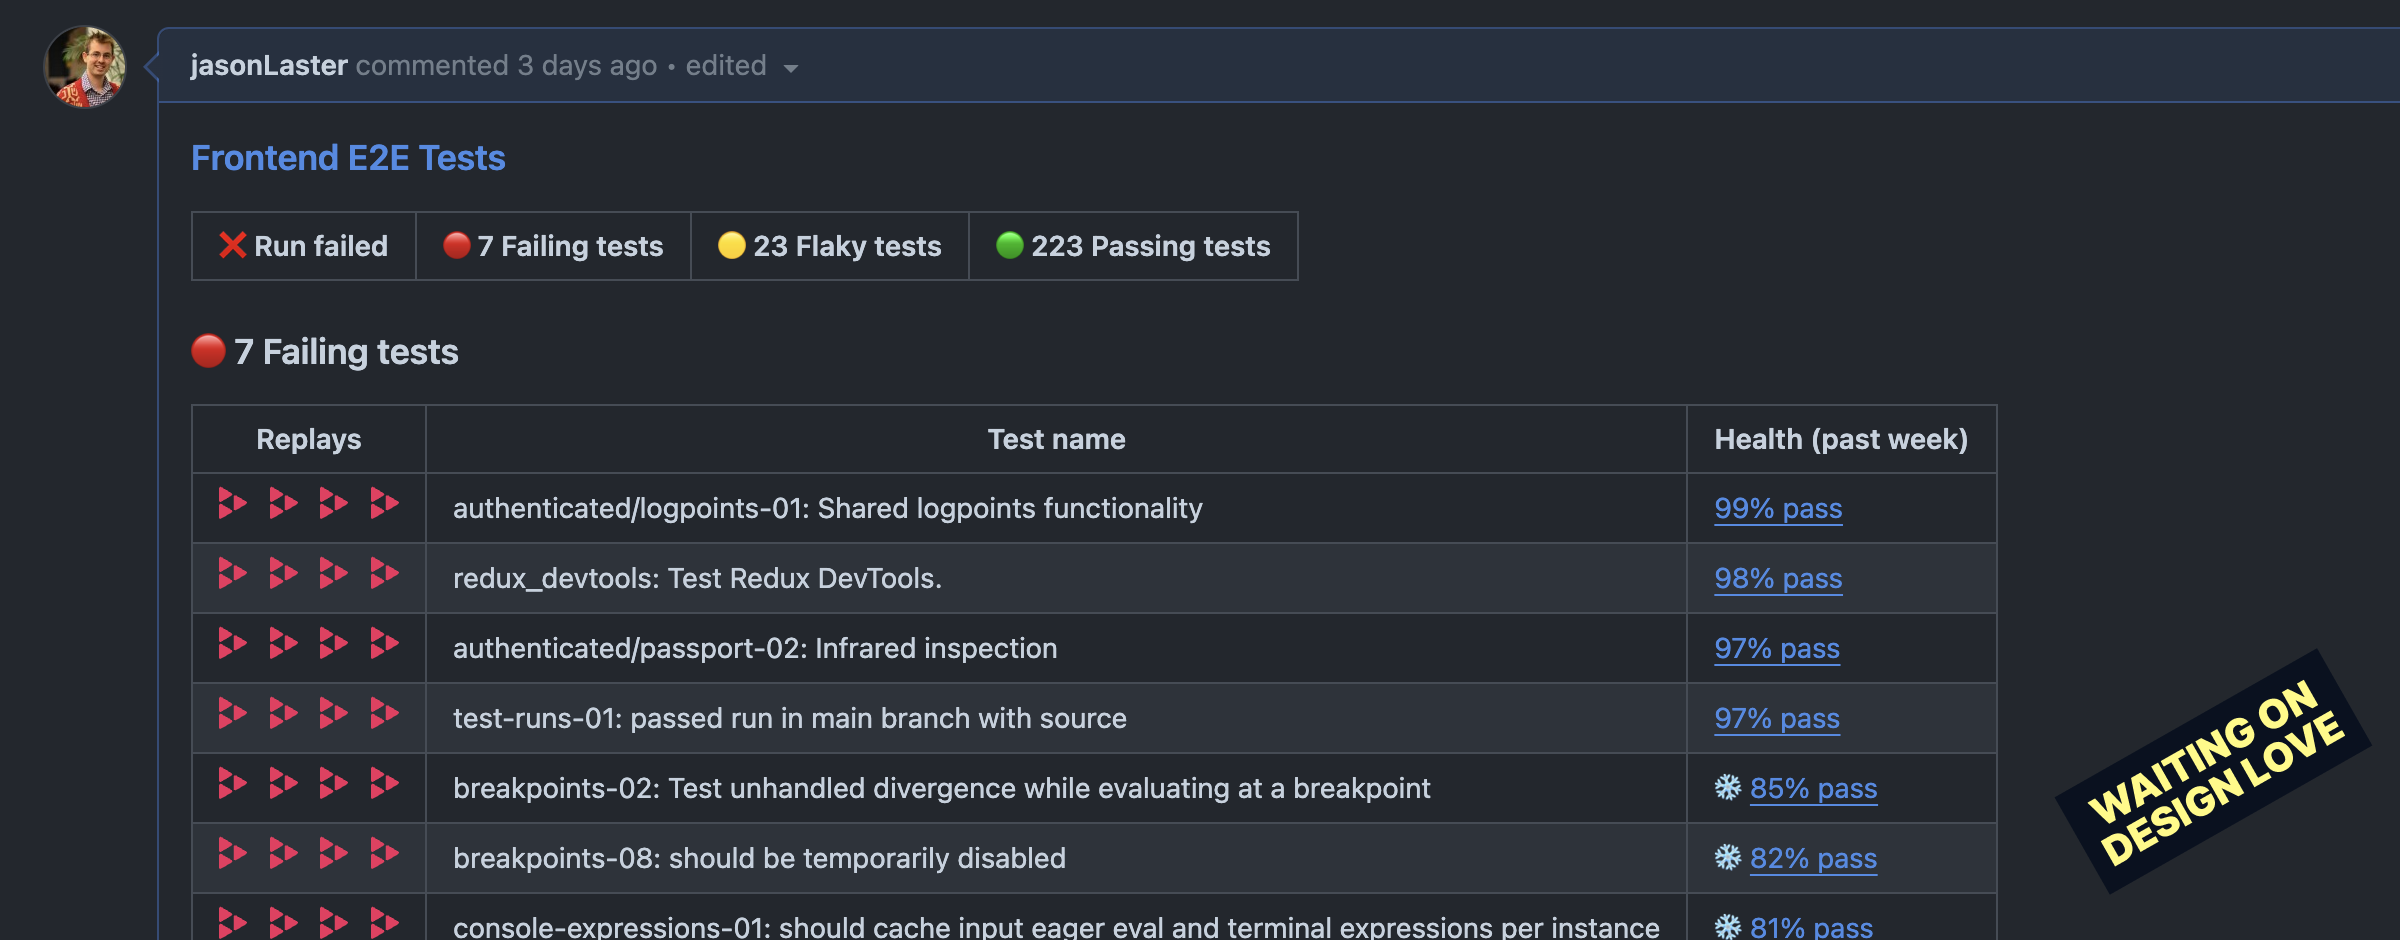 jasonLaster commented 3 days ago • edited
Frontend E2E Tests
❌ Run failed 🔴 7 Failing tests 🟡 23 Flaky tests 🟢 223 Passing tests
🔴 7 Failing tests
Replays Test name Health (past week)
authenticated/logpoints-01: Shared logpoints functionality 99% pass
redux_devtools: Test Redux DevTools. 98% pass
authenticated/passport-02: Infrared inspection 97% pass
test-runs-01: passed run in main branch with source 97% pass
breakpoints-02: Test unhandled divergence while evaluating at a breakpoint ❄️ 85% pass
breakpoints-08: should be temporarily disabled ❄️ 82% pass
console-expressions-01: should cache input eager eval and terminal expressions per instance ❄️ 81% pass
WAITING ON
DESIGN LOVE